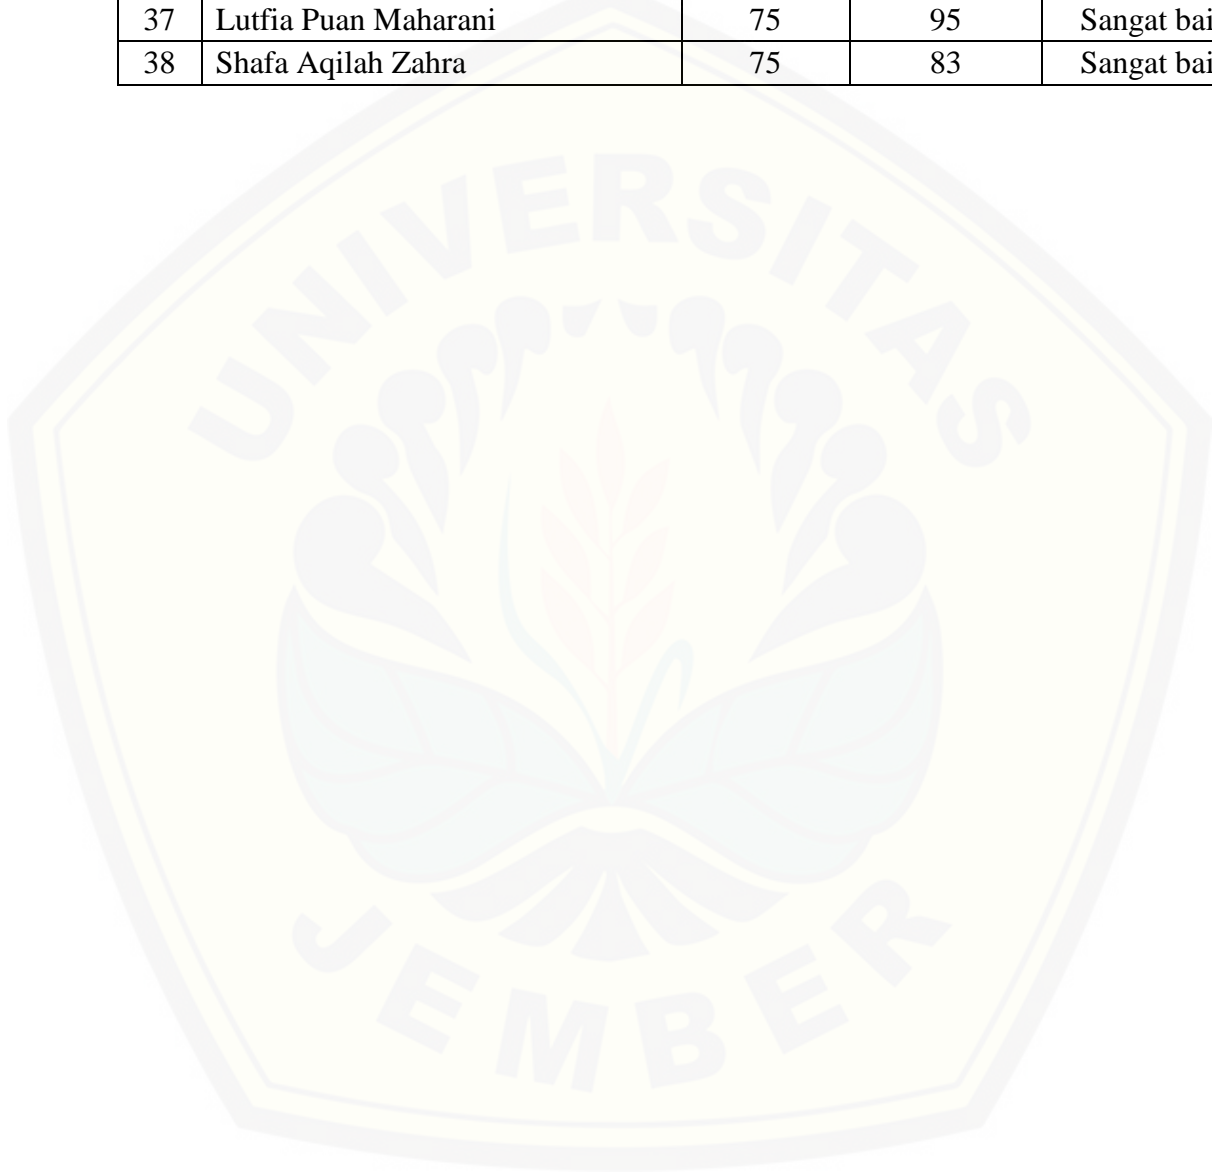 37 Lutfia Puan Maharani 75 95 Sangat bai
38 Shafa Aqilah Zahra 75 83 Sangat bai
UNIVERSITAS
JEMBER